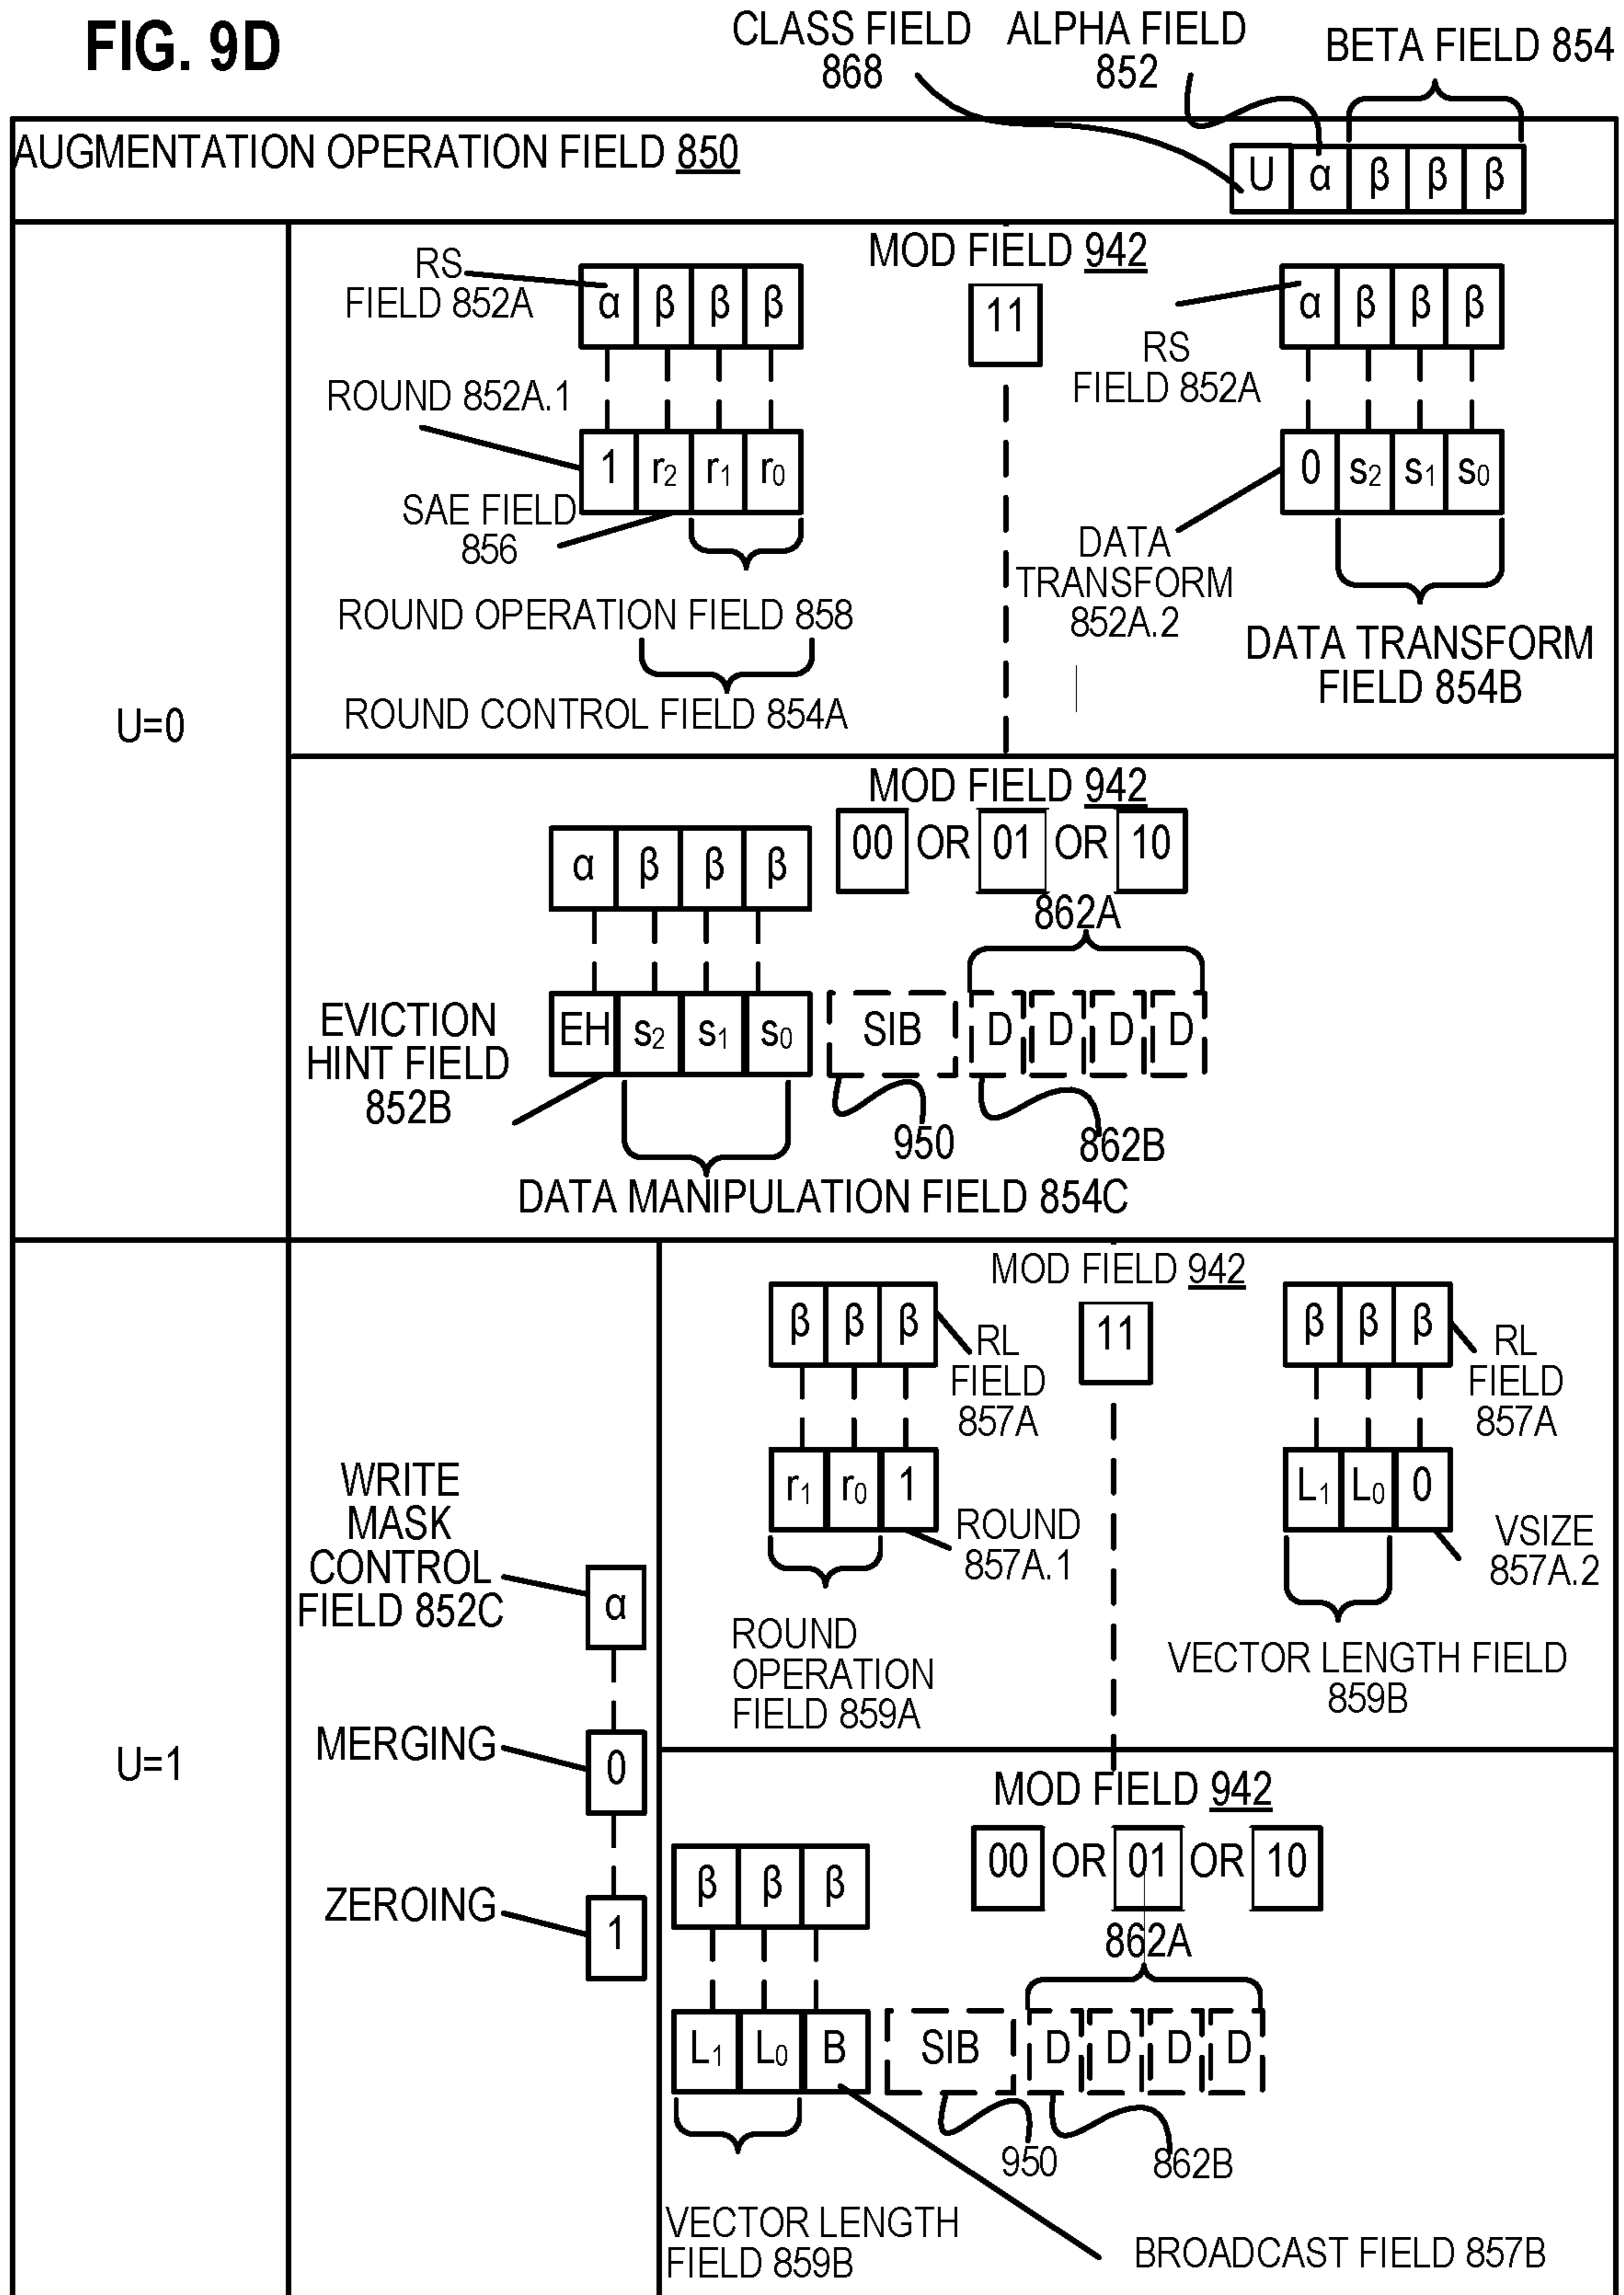 FIG. 9D
CLASS FIELD
868
ALPHA FIELD
852
BETA FIELD 854
AUGMENTATION OPERATION FIELD 850
U α β β β
U=0
MOD FIELD 942
11
RS
FIELD 852A
α β β β
ROUND 852A.1
1 r₂ r₁ r₀
SAE FIELD
856
ROUND OPERATION FIELD 858
ROUND CONTROL FIELD 854A
α β β β
RS
FIELD 852A
0 s₂ s₁ s₀
DATA
TRANSFORM
852A.2
DATA TRANSFORM
FIELD 854B
MOD FIELD 942
00 OR 01 OR 10
α β β β
862A
EVICTION
HINT FIELD
852B
EH s₂ s₁ s₀ SIB D D D D
950
862B
DATA MANIPULATION FIELD 854C
U=1
WRITE
MASK
CONTROL
FIELD 852C
α
MERGING
0
ZEROING
1
MOD FIELD 942
11
β β β
RL
FIELD
857A
r₁ r₀ 1
ROUND
857A.1
ROUND
OPERATION
FIELD 859A
β β β
RL
FIELD
857A
L₁ L₀ 0
VSIZE
857A.2
VECTOR LENGTH FIELD
859B
MOD FIELD 942
00 OR 01 OR 10
β β β
862A
L₁ L₀ B SIB D D D D
950
862B
VECTOR LENGTH
FIELD 859B
BROADCAST FIELD 857B